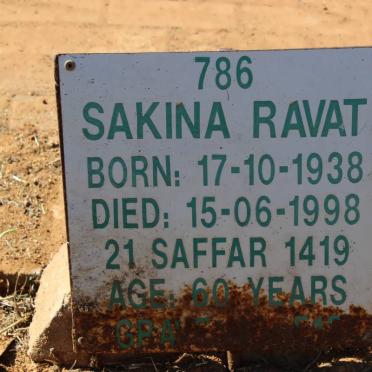 786
SAKINA RAVAT
BORN: 17-10-1938
DIED: 15-06-1998
21 SAFFAR 1419
AGE: 60 YEARS